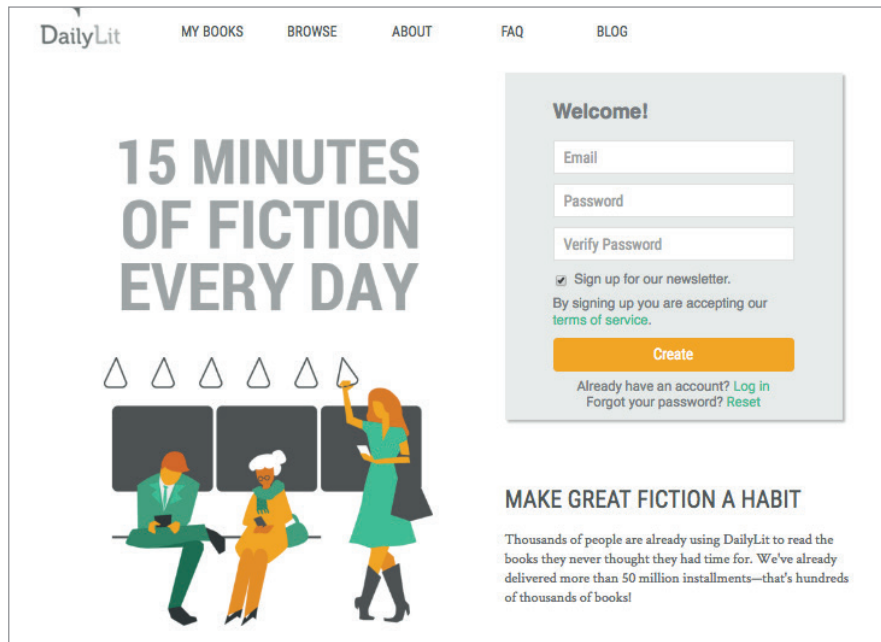 DailyLit
MY BOOKS
BROWSE
ABOUT
FAQ
BLOG
15 MINUTES
OF FICTION
EVERY DAY
Welcome!
Email
Password
Verify Password
Sign up for our newsletter.
By signing up you are accepting our
terms of service.
Create
Already have an account? Log in
Forgot your password? Reset
MAKE GREAT FICTION A HABIT
Thousands of people are already using DailyLit to read the
books they never thought they had time for. We've already
delivered more than 50 million installments—that's hundreds
of thousands of books!